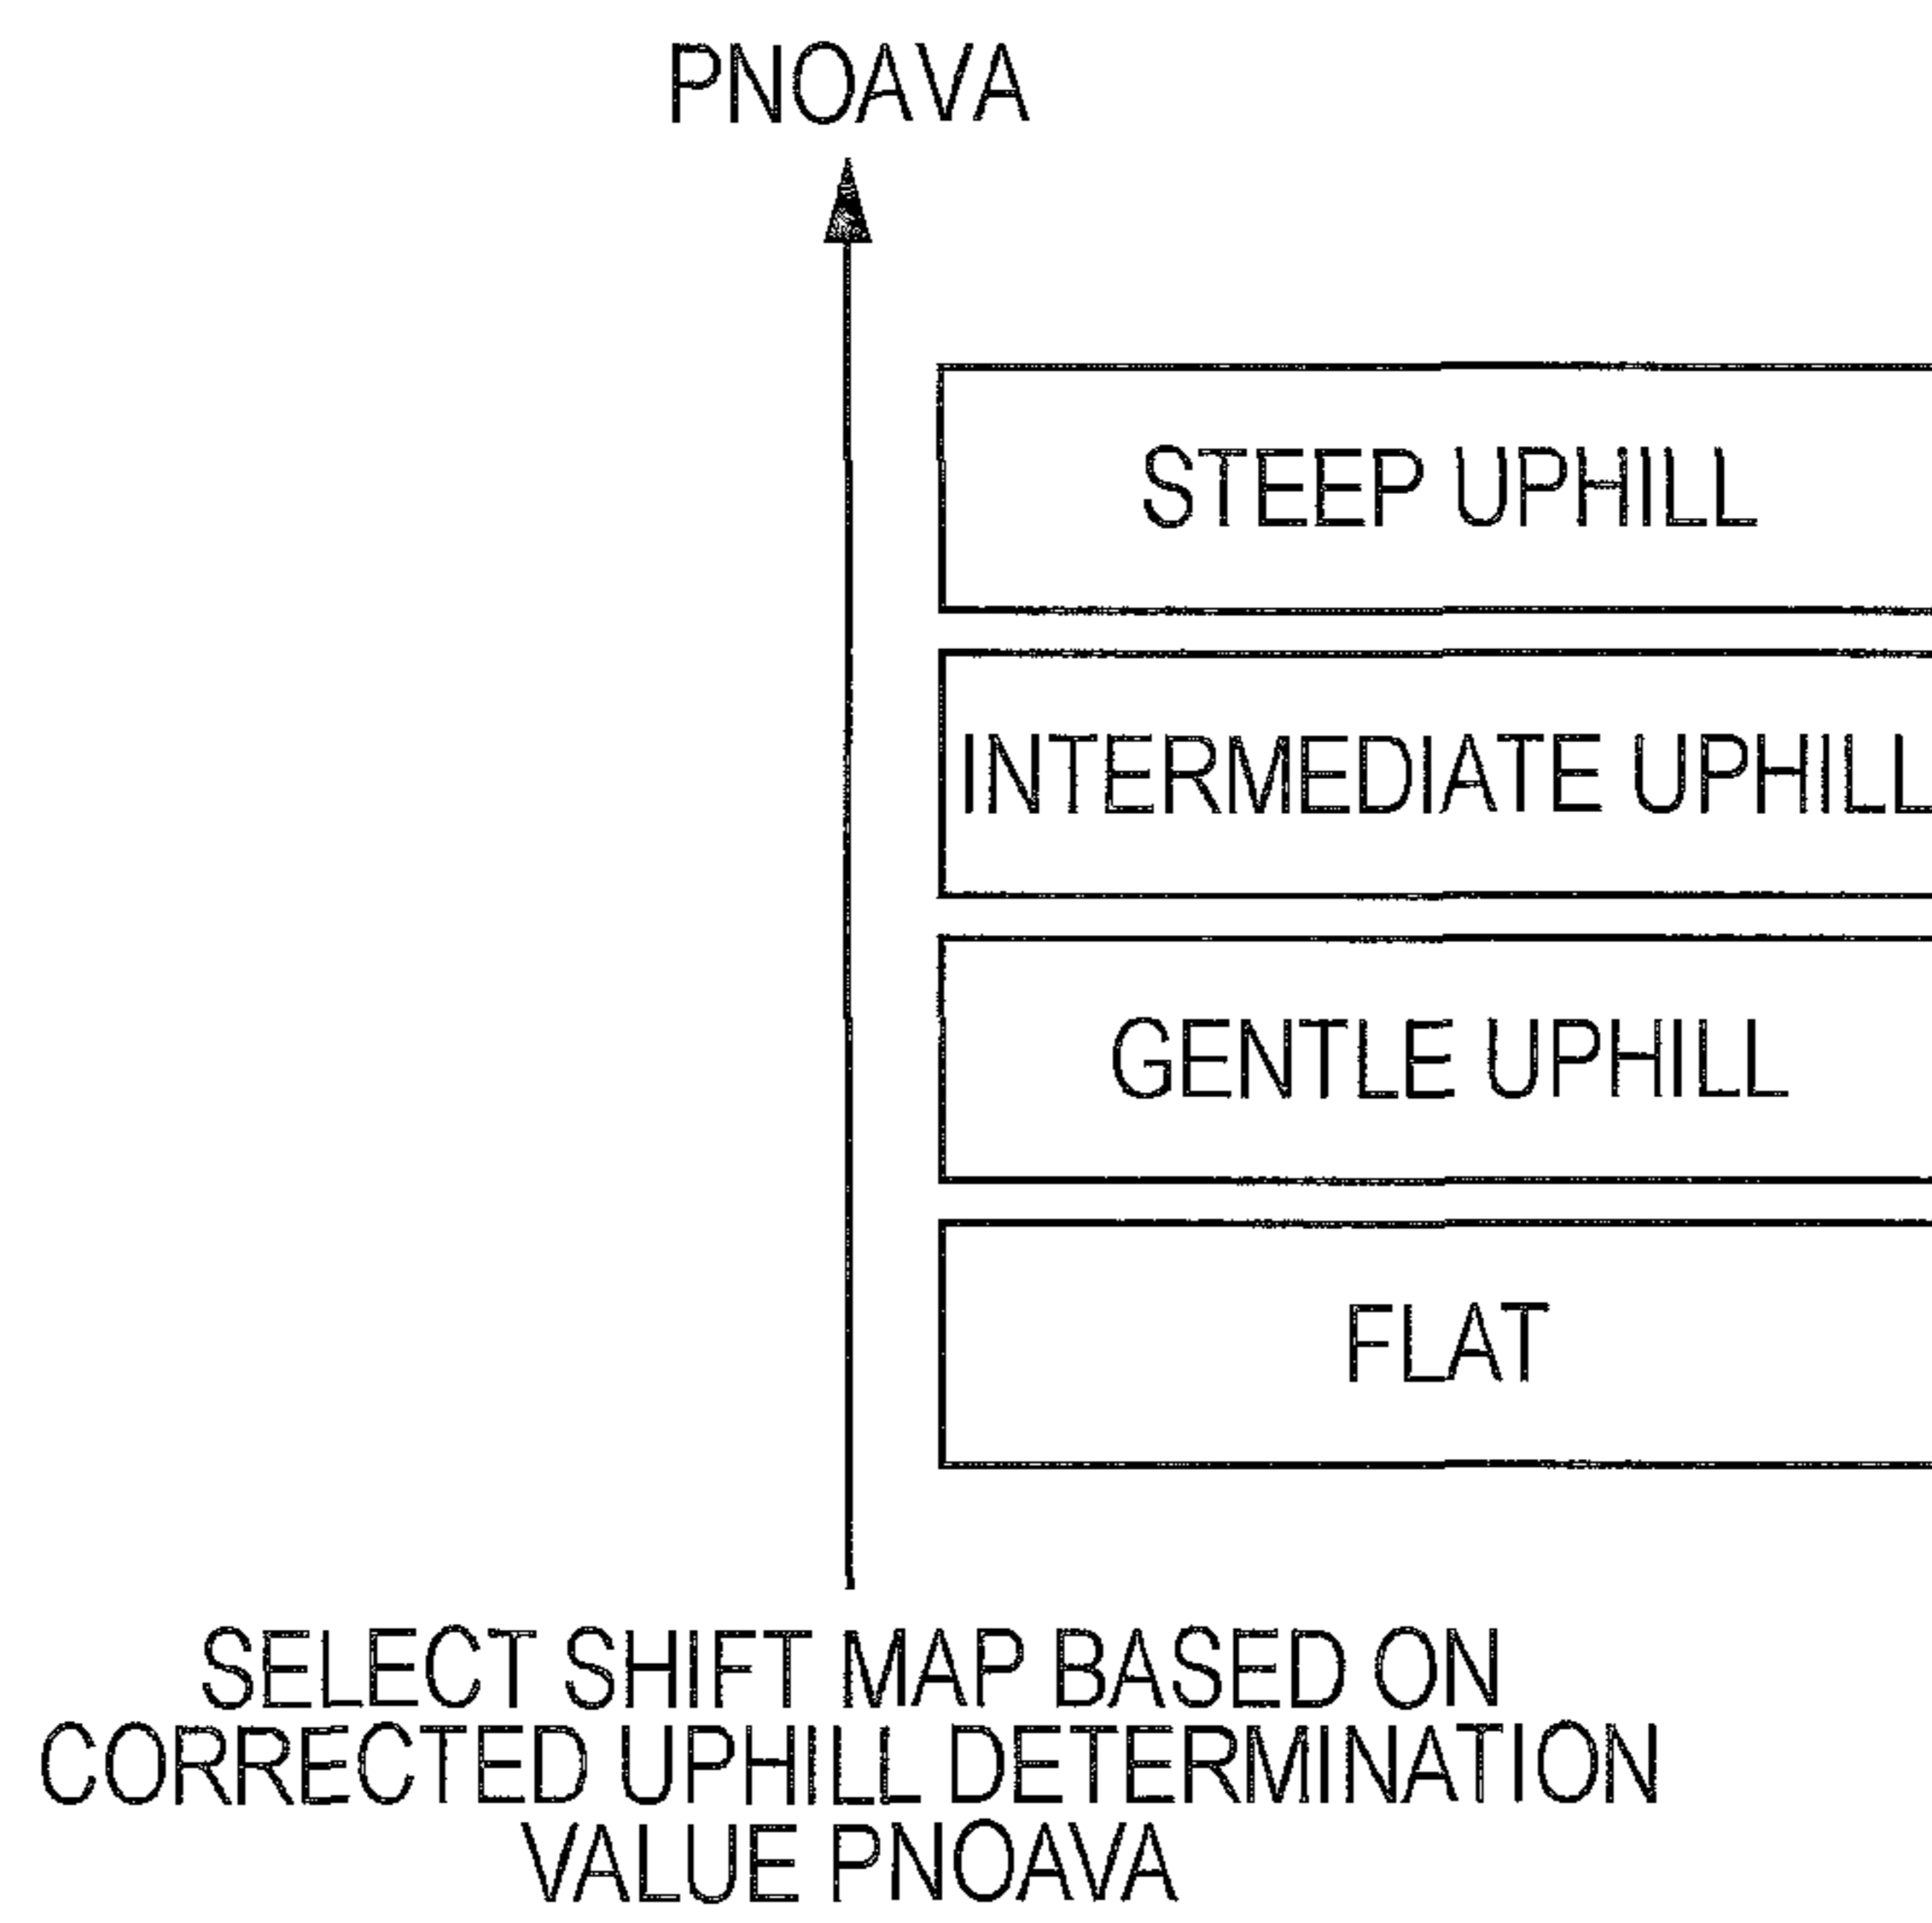 PNOAVA
STEEP UPHILL
INTERMEDIATE UPHILL
GENTLE UPHILL
FLAT
SELECT SHIFT MAP BASED ON
CORRECTED UPHILL DETERMINATION
VALUE PNOAVA